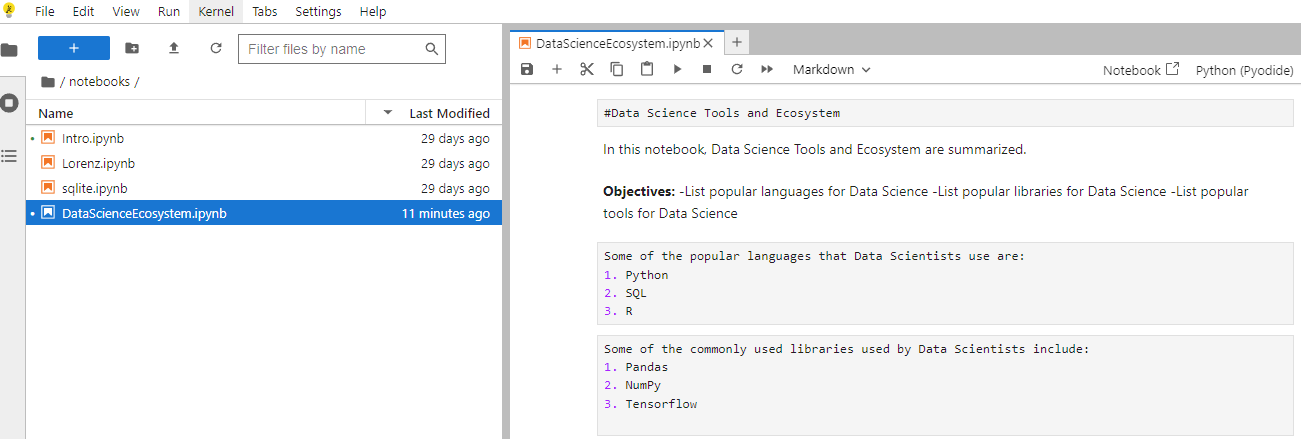 File Edit View Run Kernel Tabs Settings Help
+
Filter files by name
/ notebooks /
Name Last Modified
Intro.ipynb 29 days ago
Lorenz.ipynb 29 days ago
sqlite.ipynb 29 days ago
DataScienceEcosystem.ipynb 11 minutes ago
DataScienceEcosystem.ipynb
Markdown Notebook Python (Pyodide)
#Data Science Tools and Ecosystem
In this notebook, Data Science Tools and Ecosystem are summarized.
Objectives: -List popular languages for Data Science -List popular libraries for Data Science -List popular
tools for Data Science
Some of the popular languages that Data Scientists use are:
1. Python
2. SQL
3. R
Some of the commonly used libraries used by Data Scientists include:
1. Pandas
2. NumPy
3. Tensorflow